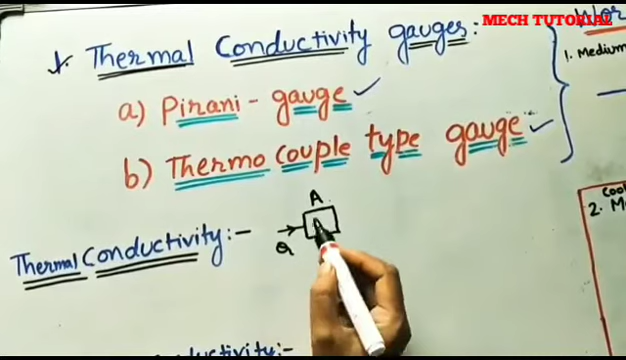 MECH TUTORIAL
* Thermal Conductivity gauges:
a) Pirani - gauge ✓
b) Thermo couple type gauge ✓
1. Medium
2. M
A
Q
Thermal Conductivity:-